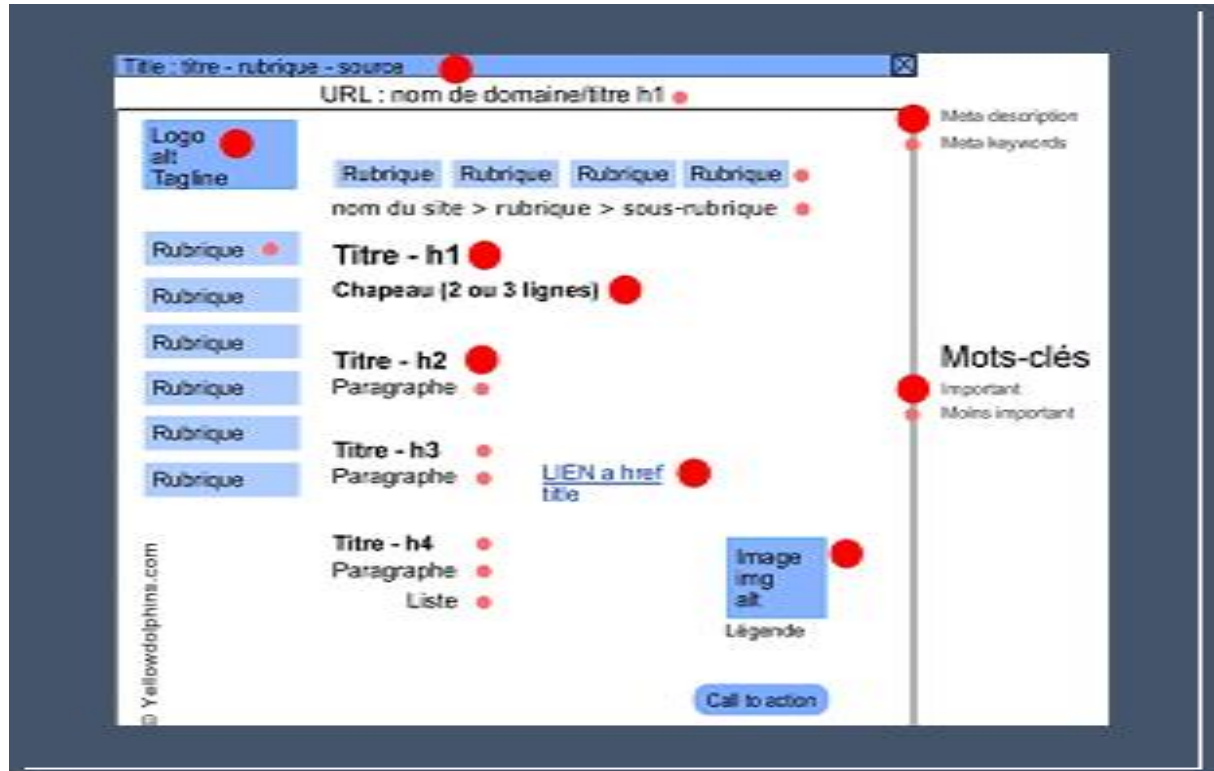 Title : titre - rubrique - source
URL : nom de domaine/titre h1
Meta description
Meta keywords
Logo
alt
Tagline
Rubrique Rubrique Rubrique Rubrique
nom du site > rubrique > sous-rubrique
Rubrique
Rubrique
Rubrique
Rubrique
Rubrique
Rubrique
Titre - h1
Chapeau (2 ou 3 lignes)
Titre - h2
Paragraphe
Titre - h3
Paragraphe
LIEN a href
title
Titre - h4
Paragraphe
Liste
Image
img
alt
Légende
Call to action
Mots-clés
Important
Moins important
© Yellowdolphins.com